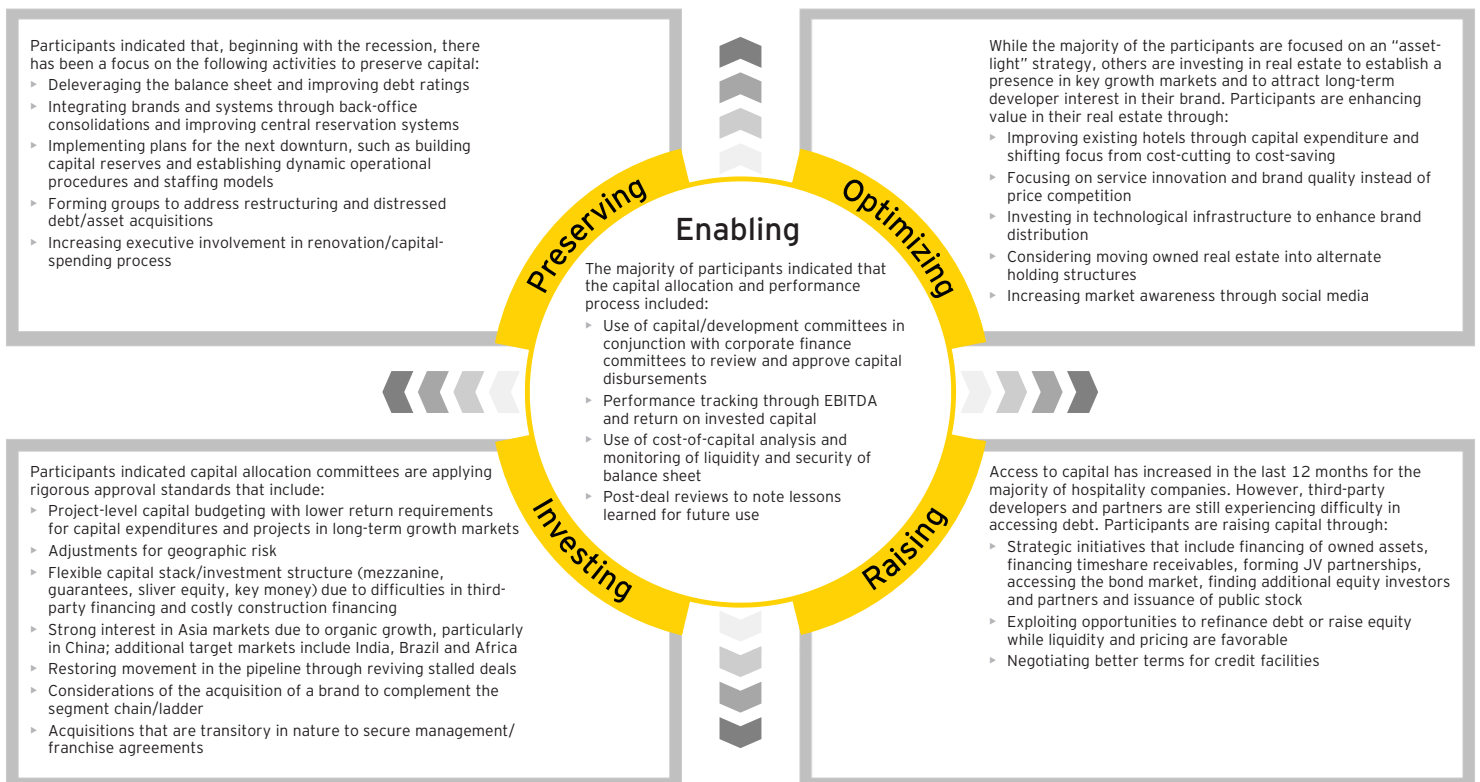 Participants indicated that, beginning with the recession, there
has been a focus on the following activities to preserve capital:
▸ Deleveraging the balance sheet and improving debt ratings
▸ Integrating brands and systems through back-office
consolidations and improving central reservation systems
▸ Implementing plans for the next downturn, such as building
capital reserves and establishing dynamic operational
procedures and staffing models
▸ Forming groups to address restructuring and distressed
debt/asset acquisitions
▸ Increasing executive involvement in renovation/capital-
spending process
While the majority of the participants are focused on an “asset-
light” strategy, others are investing in real estate to establish a
presence in key growth markets and to attract long-term
developer interest in their brand. Participants are enhancing
value in their real estate through:
▸ Improving existing hotels through capital expenditure and
shifting focus from cost-cutting to cost-saving
▸ Focusing on service innovation and brand quality instead of
price competition
▸ Investing in technological infrastructure to enhance brand
distribution
▸ Considering moving owned real estate into alternate
holding structures
▸ Increasing market awareness through social media
Preserving
Optimizing
Enabling
The majority of participants indicated that
the capital allocation and performance
process included:
▸ Use of capital/development committees in
conjunction with corporate finance
committees to review and approve capital
disbursements
▸ Performance tracking through EBITDA
and return on invested capital
▸ Use of cost-of-capital analysis and
monitoring of liquidity and security of
balance sheet
▸ Post-deal reviews to note lessons
learned for future use
Investing
Raising
Participants indicated capital allocation committees are applying
rigorous approval standards that include:
▸ Project-level capital budgeting with lower return requirements
for capital expenditures and projects in long-term growth markets
▸ Adjustments for geographic risk
▸ Flexible capital stack/investment structure (mezzanine,
guarantees, sliver equity, key money) due to difficulties in third-
party financing and costly construction financing
▸ Strong interest in Asia markets due to organic growth, particularly
in China; additional target markets include India, Brazil and Africa
▸ Restoring movement in the pipeline through reviving stalled deals
▸ Considerations of the acquisition of a brand to complement the
segment chain/ladder
▸ Acquisitions that are transitory in nature to secure management/
franchise agreements
Access to capital has increased in the last 12 months for the
majority of hospitality companies. However, third-party
developers and partners are still experiencing difficulty in
accessing debt. Participants are raising capital through:
▸ Strategic initiatives that include financing of owned assets,
financing timeshare receivables, forming JV partnerships,
accessing the bond market, finding additional equity investors
and partners and issuance of public stock
▸ Exploiting opportunities to refinance debt or raise equity
while liquidity and pricing are favorable
▸ Negotiating better terms for credit facilities